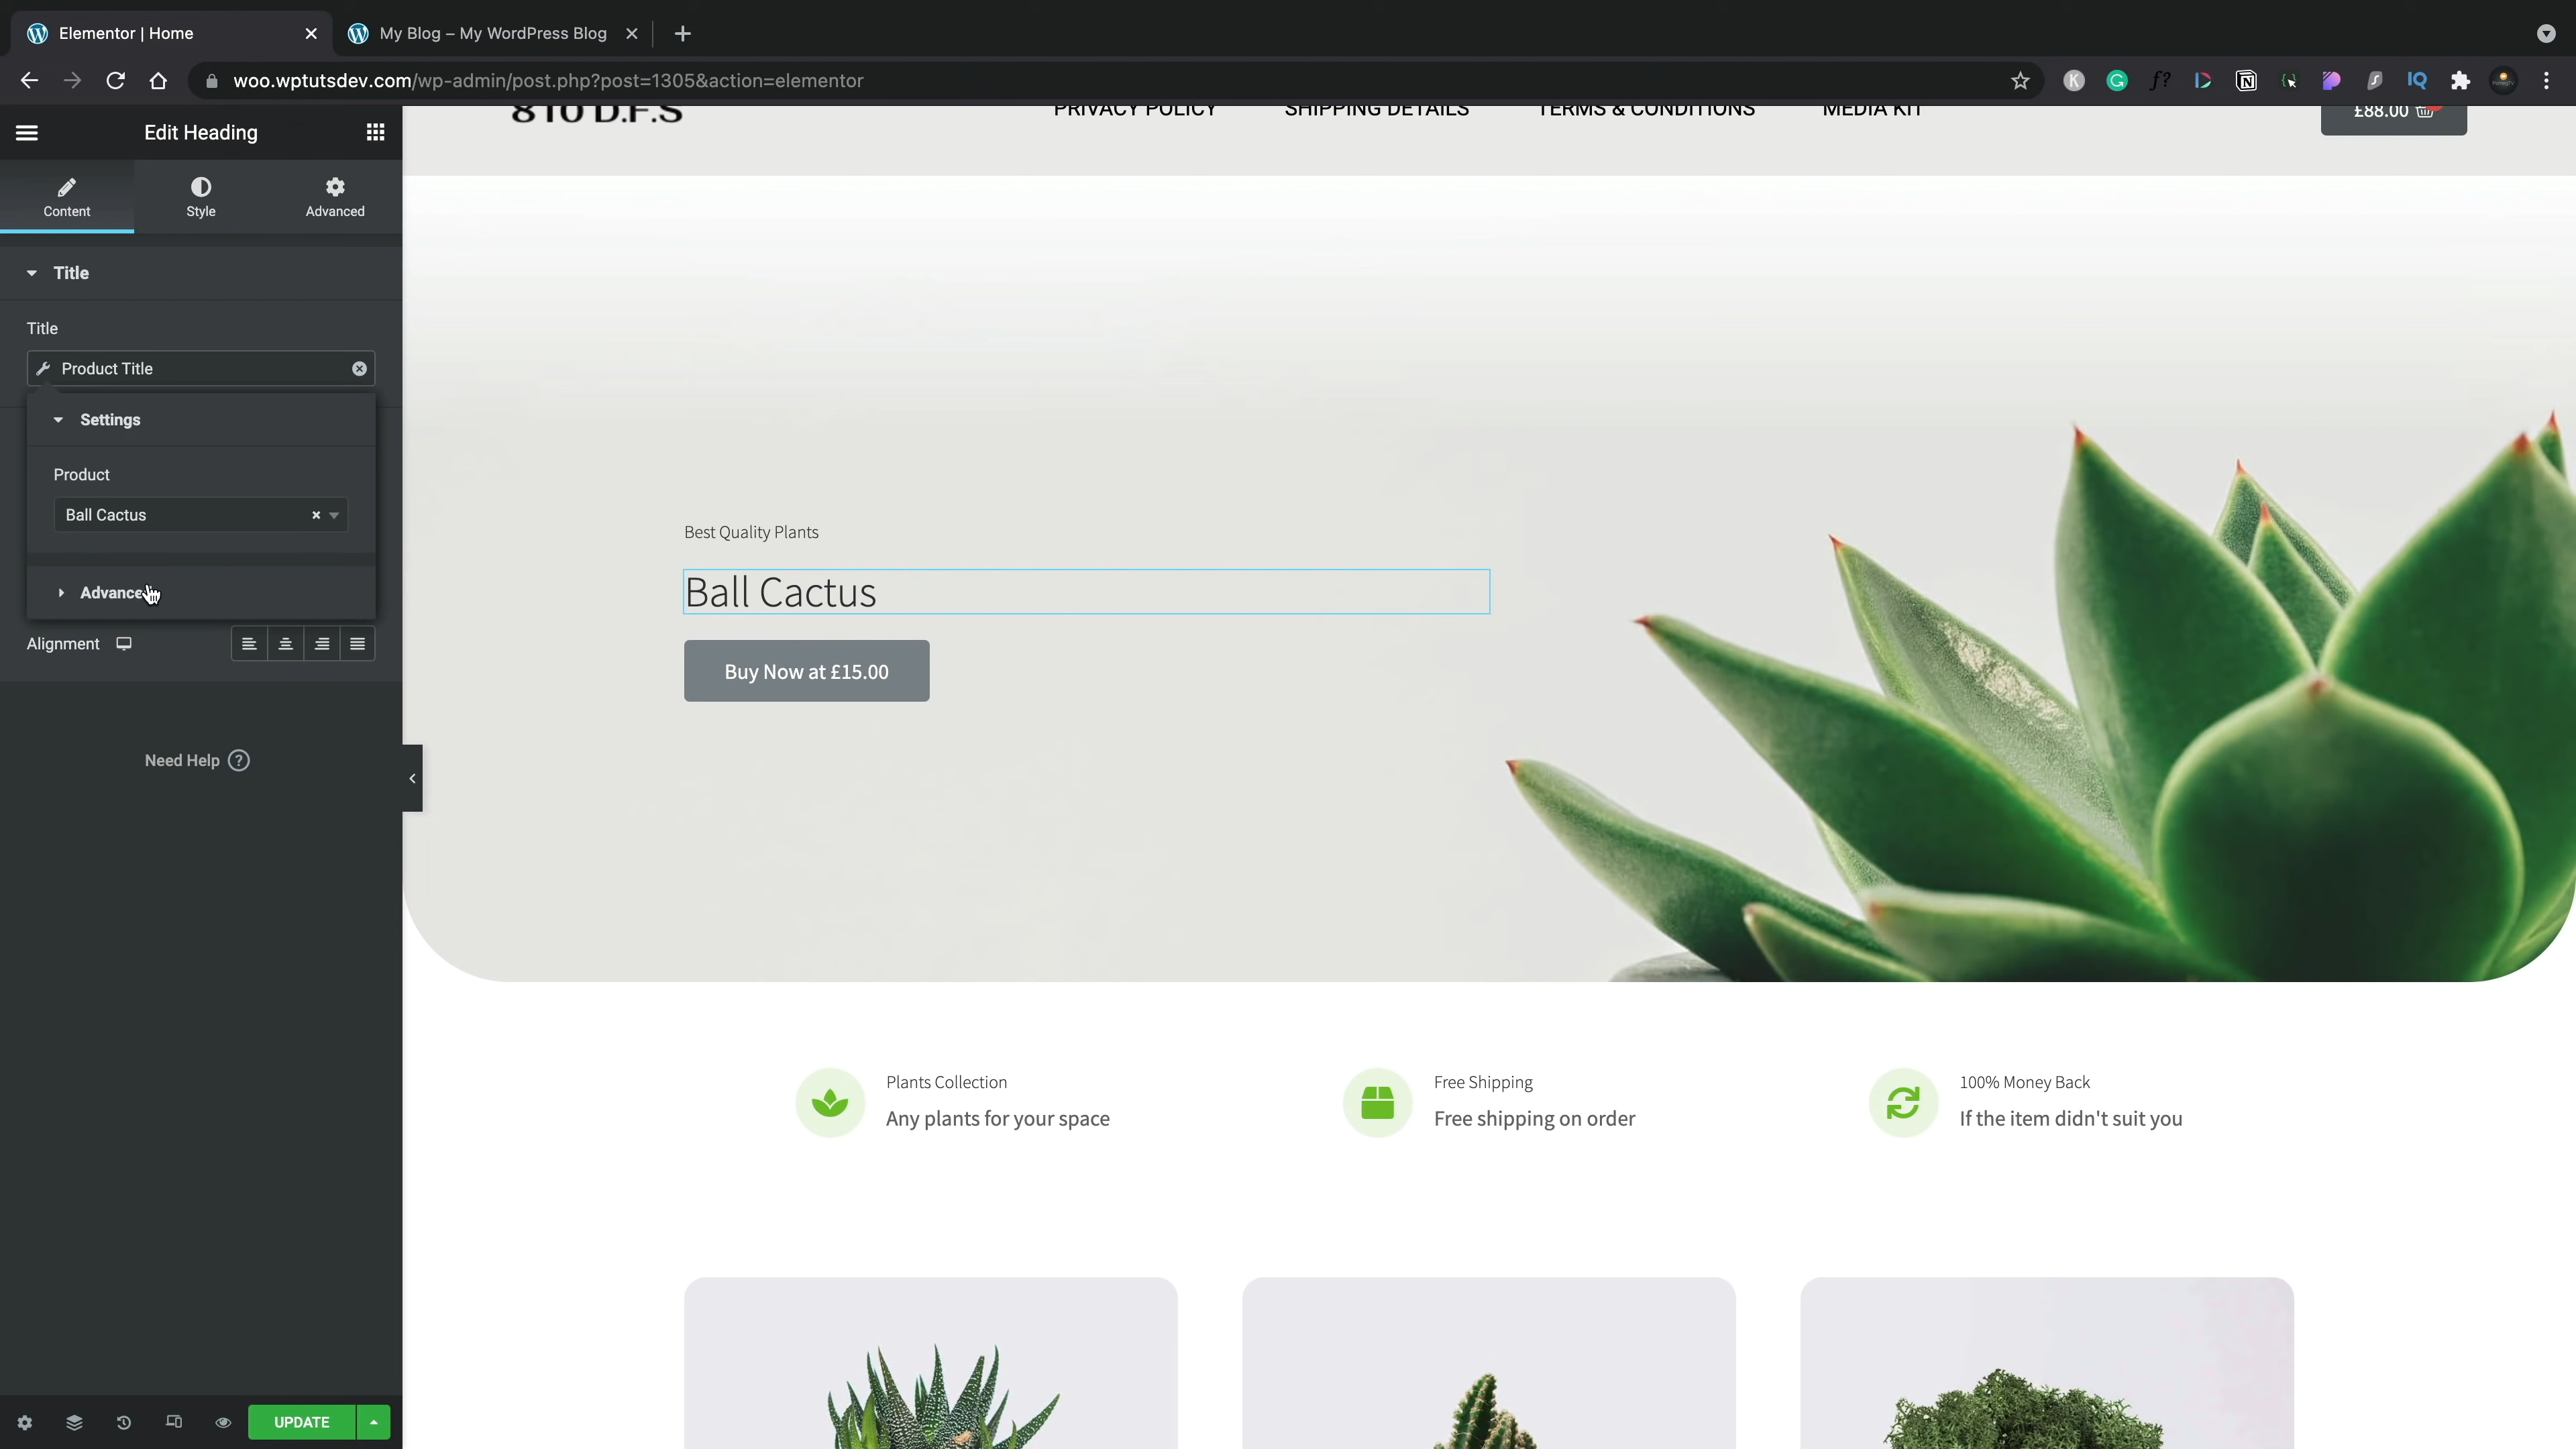 Elementor | Home
My Blog – My WordPress Blog
woo.wptutsdev.com/wp-admin/post.php?post=1305&action=elementor
810 D.F.S
PRIVACY POLICY
SHIPPING DETAILS
TERMS & CONDITIONS
MEDIA KIT
£88.00
Edit Heading
Content
Style
Advanced
Title
Title
Product Title
Settings
Product
Ball Cactus
Advance
Alignment
Need Help ?
UPDATE
Best Quality Plants
Ball Cactus
Buy Now at £15.00
Plants Collection
Any plants for your space
Free Shipping
Free shipping on order
100% Money Back
If the item didn't suit you